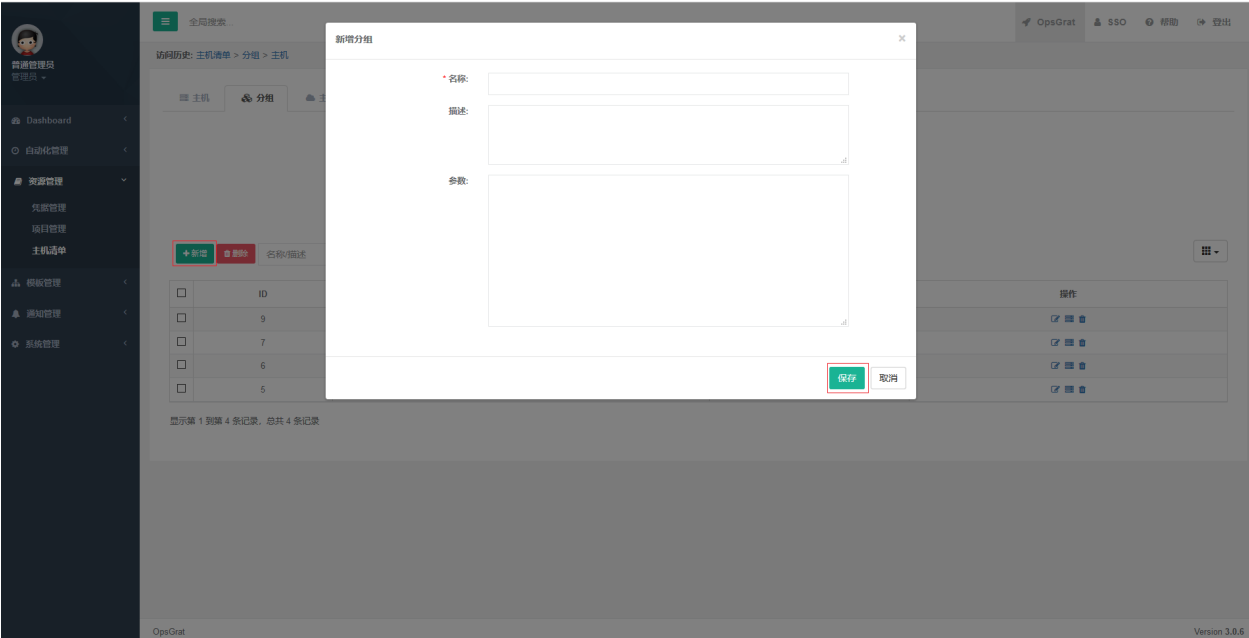 全局搜索...
OpsGrat
SSO
帮助
登出
普通管理员
管理员
访问历史: 主机清单 > 分组 > 主机
主机
分组
主
Dashboard
自动化管理
资源管理
凭据管理
项目管理
主机清单
模板管理
通知管理
系统管理
新增分组
×
* 名称:
描述:
参数:
保存
取消
+新增
删除
名称/描述
ID
操作
9
7
6
5
显示第 1 到第 4 条记录，总共 4 条记录
OpsGrat
Version 3.0.6